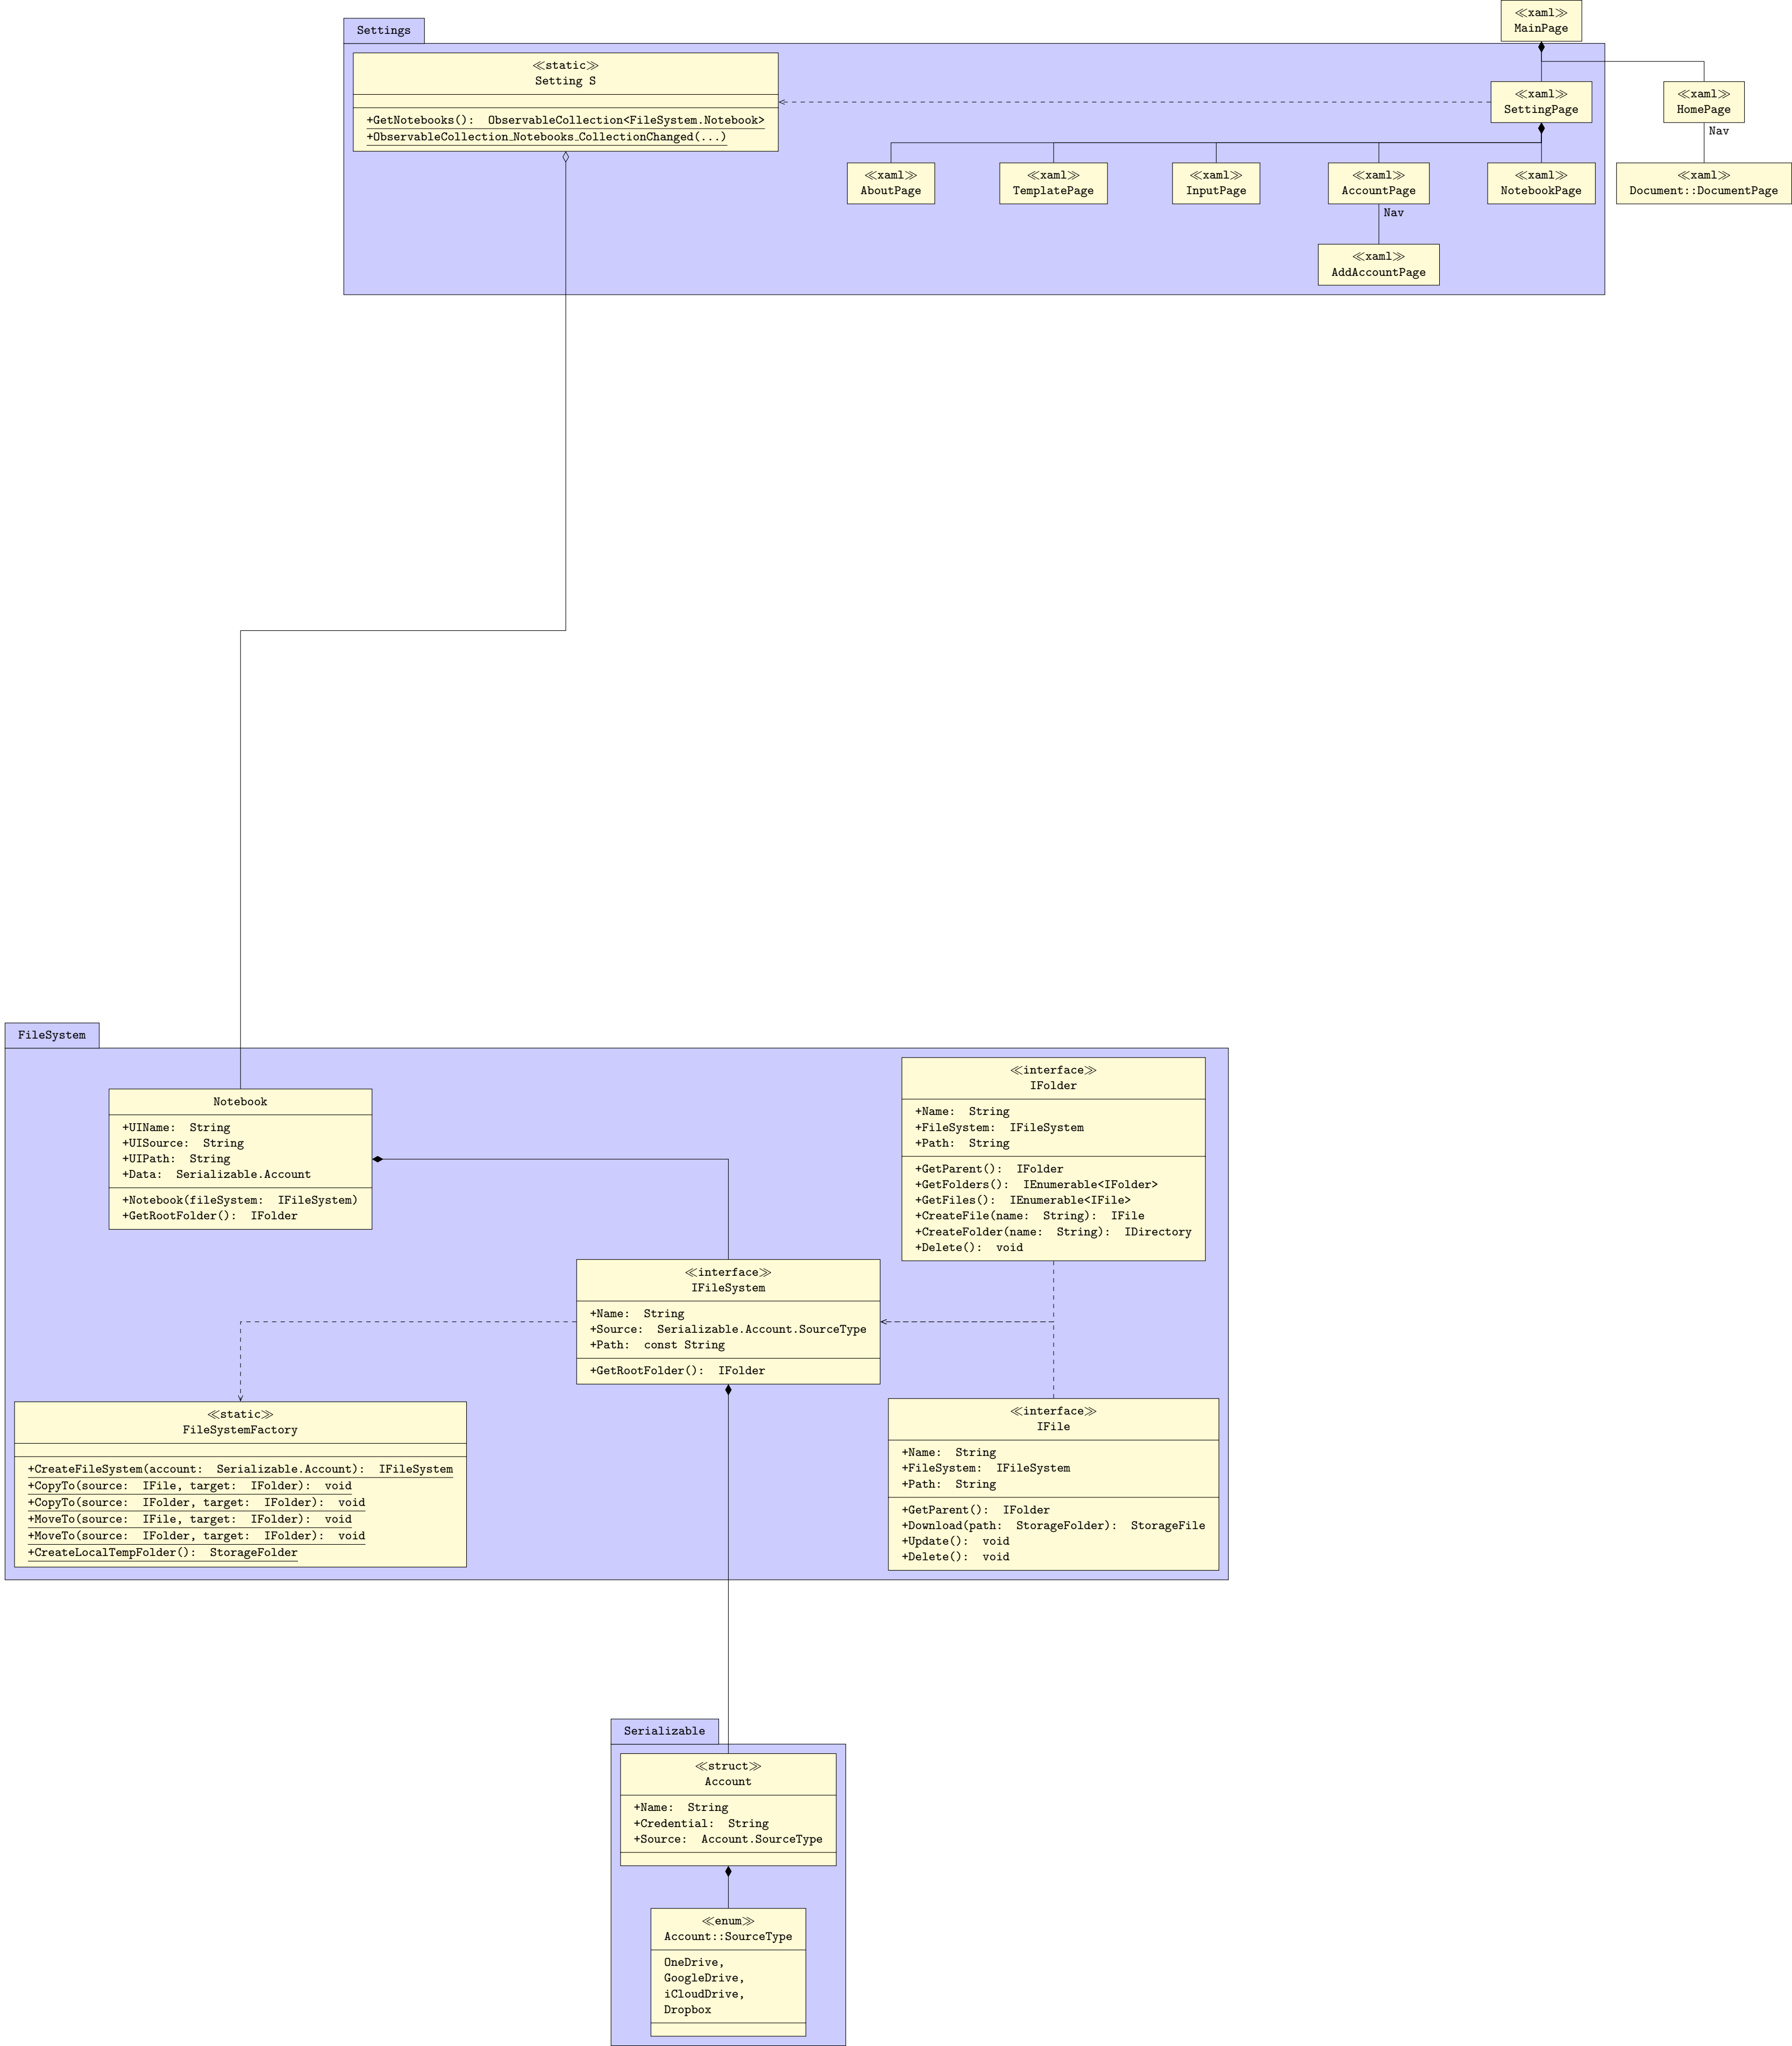 ≪xaml≫
MainPage
Settings
≪static≫
Setting S
+GetNotebooks(): ObservableCollection<FileSystem.Notebook>
+ObservableCollection_Notebooks_CollectionChanged(...)
≪xaml≫
SettingPage
≪xaml≫
HomePage
Nav
≪xaml≫
AboutPage
≪xaml≫
TemplatePage
≪xaml≫
InputPage
≪xaml≫
AccountPage
≪xaml≫
NotebookPage
≪xaml≫
Document::DocumentPage
Nav
≪xaml≫
AddAccountPage
FileSystem
Notebook
+UIName: String
+UISource: String
+UIPath: String
+Data: Serializable.Account
+Notebook(fileSystem: IFileSystem)
+GetRootFolder(): IFolder
≪interface≫
IFolder
+Name: String
+FileSystem: IFileSystem
+Path: String
+GetParent(): IFolder
+GetFolders(): IEnumerable<IFolder>
+GetFiles(): IEnumerable<IFile>
+CreateFile(name: String): IFile
+CreateFolder(name: String): IDirectory
+Delete(): void
≪interface≫
IFileSystem
+Name: String
+Source: Serializable.Account.SourceType
+Path: const String
+GetRootFolder(): IFolder
≪static≫
FileSystemFactory
+CreateFileSystem(account: Serializable.Account): IFileSystem
+CopyTo(source: IFile, target: IFolder): void
+CopyTo(source: IFolder, target: IFolder): void
+MoveTo(source: IFile, target: IFolder): void
+MoveTo(source: IFolder, target: IFolder): void
+CreateLocalTempFolder(): StorageFolder
≪interface≫
IFile
+Name: String
+FileSystem: IFileSystem
+Path: String
+GetParent(): IFolder
+Download(path: StorageFolder): StorageFile
+Update(): void
+Delete(): void
Serializable
≪struct≫
Account
+Name: String
+Credential: String
+Source: Account.SourceType
≪enum≫
Account::SourceType
OneDrive,
GoogleDrive,
iCloudDrive,
Dropbox